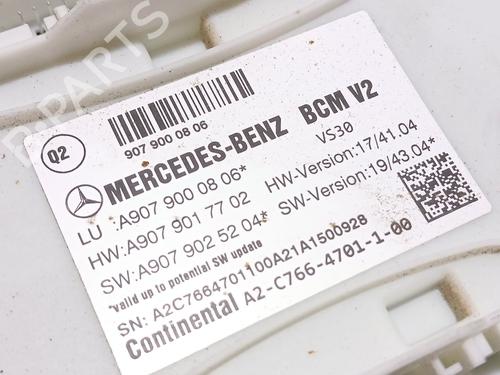 Q2
907 900 08 06
MERCEDES-BENZ BCM V2
VS30
LU :A907 900 08 06*
HW-Version:17/41.04
HW:A907 901 77 02
SW-Version:19/43.04*
SW:A907 902 52 04*
*valid up to potential SW update
SN: A2C7664701100A21A1500928
Continental A2-C766-4701-1-00
B-PARTS